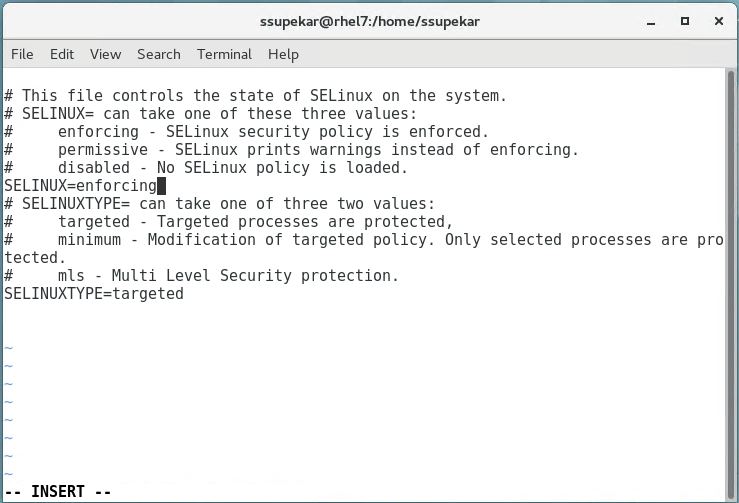 ssupekar@rhel7:/home/ssupekar
File Edit View Search Terminal Help
# This file controls the state of SELinux on the system.
# SELINUX= can take one of these three values:
#     enforcing - SELinux security policy is enforced.
#     permissive - SELinux prints warnings instead of enforcing.
#     disabled - No SELinux policy is loaded.
SELINUX=enforcing
# SELINUXTYPE= can take one of three two values:
#     targeted - Targeted processes are protected,
#     minimum - Modification of targeted policy. Only selected processes are pro
tected.
#     mls - Multi Level Security protection.
SELINUXTYPE=targeted
~
~
~
~
~
~
~
~
-- INSERT --